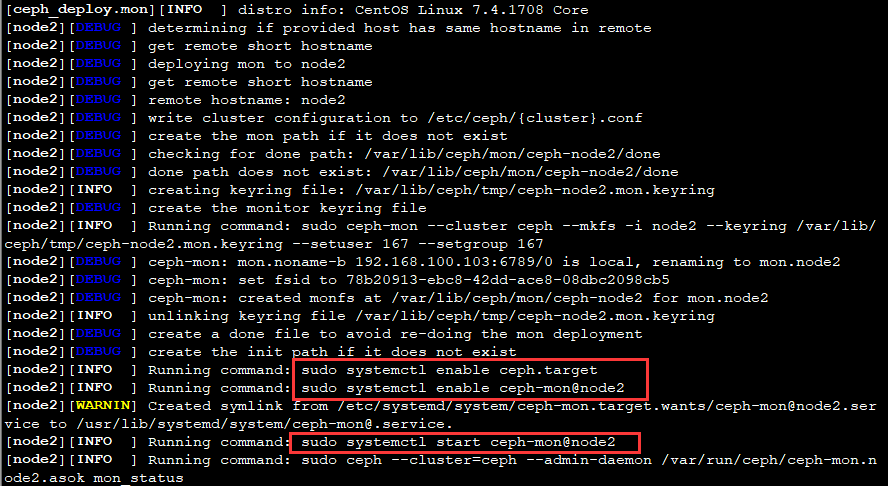 [ceph_deploy.mon][INFO  ] distro info: CentOS Linux 7.4.1708 Core
[node2][DEBUG ] determining if provided host has same hostname in remote
[node2][DEBUG ] get remote short hostname
[node2][DEBUG ] deploying mon to node2
[node2][DEBUG ] get remote short hostname
[node2][DEBUG ] remote hostname: node2
[node2][DEBUG ] write cluster configuration to /etc/ceph/{cluster}.conf
[node2][DEBUG ] create the mon path if it does not exist
[node2][DEBUG ] checking for done path: /var/lib/ceph/mon/ceph-node2/done
[node2][DEBUG ] done path does not exist: /var/lib/ceph/mon/ceph-node2/done
[node2][INFO  ] creating keyring file: /var/lib/ceph/tmp/ceph-node2.mon.keyring
[node2][DEBUG ] create the monitor keyring file
[node2][INFO  ] Running command: sudo ceph-mon --cluster ceph --mkfs -i node2 --keyring /var/lib/
ceph/tmp/ceph-node2.mon.keyring --setuser 167 --setgroup 167
[node2][DEBUG ] ceph-mon: mon.noname-b 192.168.100.103:6789/0 is local, renaming to mon.node2
[node2][DEBUG ] ceph-mon: set fsid to 78b20913-ebc8-42dd-ace8-08dbc2098cb5
[node2][DEBUG ] ceph-mon: created monfs at /var/lib/ceph/mon/ceph-node2 for mon.node2
[node2][INFO  ] unlinking keyring file /var/lib/ceph/tmp/ceph-node2.mon.keyring
[node2][DEBUG ] create a done file to avoid re-doing the mon deployment
[node2][DEBUG ] create the init path if it does not exist
[node2][INFO  ] Running command: sudo systemctl enable ceph.target
[node2][INFO  ] Running command: sudo systemctl enable ceph-mon@node2
[node2][WARNIN] Created symlink from /etc/systemd/system/ceph-mon.target.wants/ceph-mon@node2.ser
vice to /usr/lib/systemd/system/ceph-mon@.service.
[node2][INFO  ] Running command: sudo systemctl start ceph-mon@node2
[node2][INFO  ] Running command: sudo ceph --cluster=ceph --admin-daemon /var/run/ceph/ceph-mon.n
ode2.asok mon_status